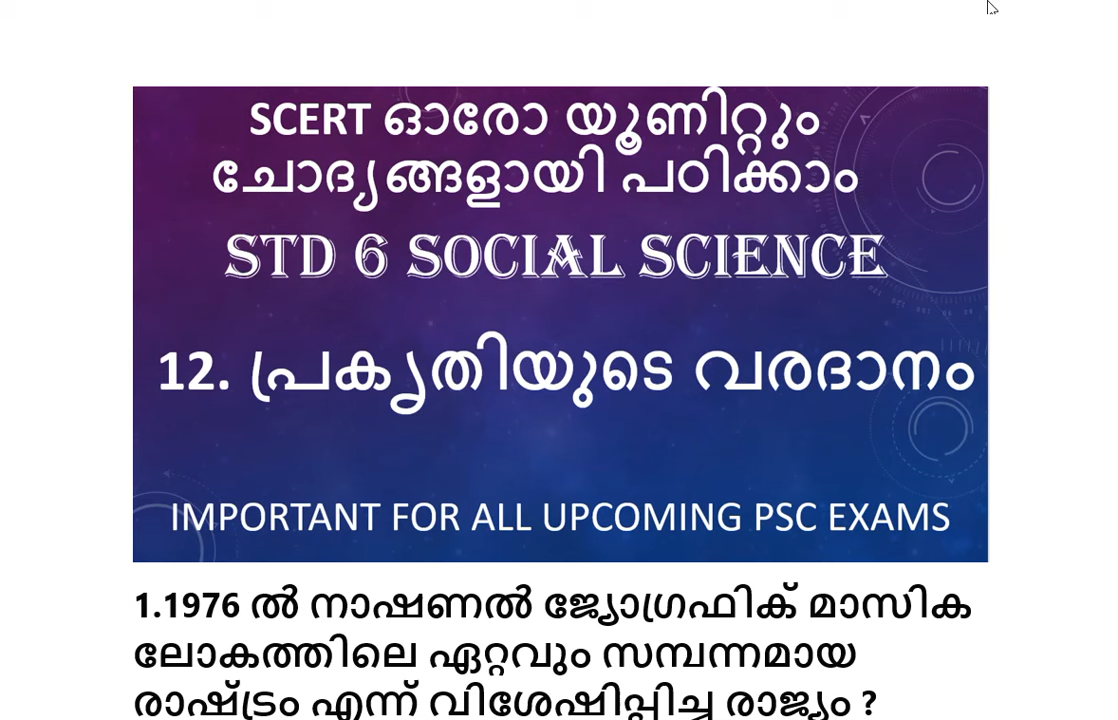 SCERT ഓരോ യൂണിറ്റും
ചോദ്യങ്ങളായി പഠിക്കാം
STD 6 SOCIAL SCIENCE
12. പ്രകൃതിയുടെ വരദാനം
IMPORTANT FOR ALL UPCOMING PSC EXAMS
1.1976 ൽ നാഷണൽ ജ്യോഗ്രഫിക് മാസിക
ലോകത്തിലെ ഏറ്റവും സമ്പന്നമായ
രാഷ്ട്രം എന്ന് വിശേഷിപ്പിച്ച രാജ്യം ?